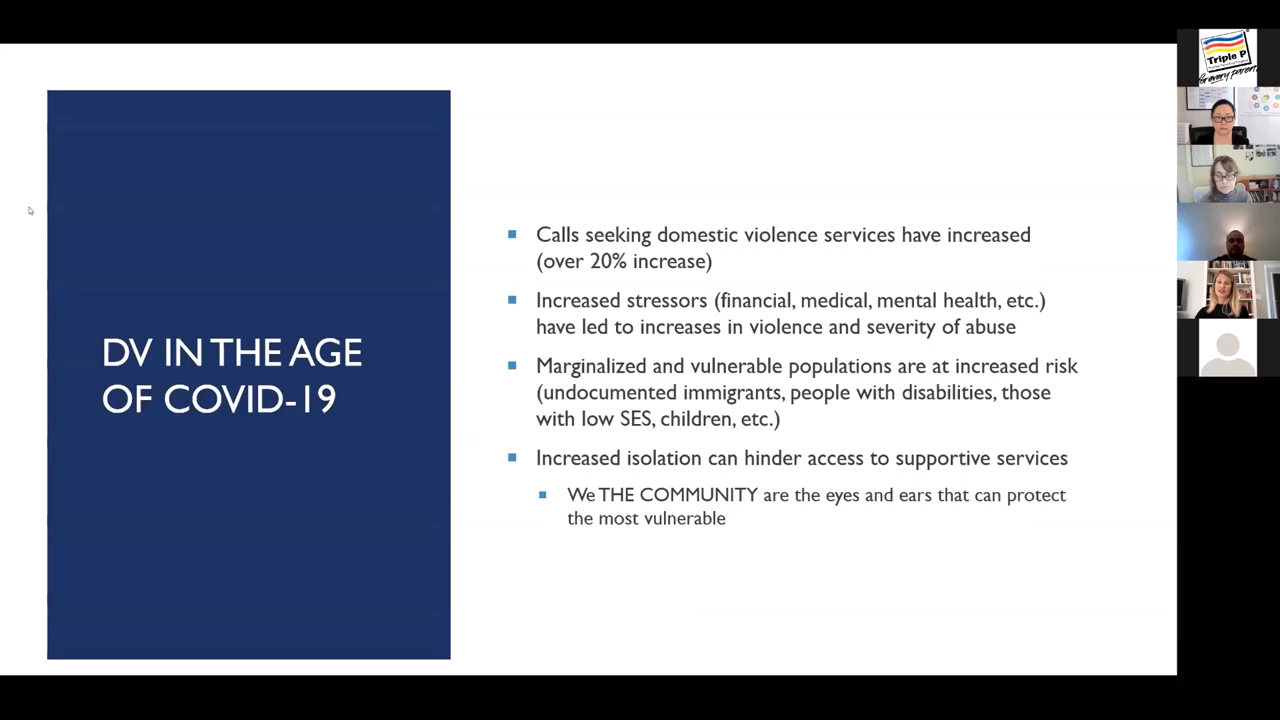 DV IN THE AGE
OF COVID-19
Calls seeking domestic violence services have increased
(over 20% increase)
Increased stressors (financial, medical, mental health, etc.)
have led to increases in violence and severity of abuse
Marginalized and vulnerable populations are at increased risk
(undocumented immigrants, people with disabilities, those
with low SES, children, etc.)
Increased isolation can hinder access to supportive services
We THE COMMUNITY are the eyes and ears that can protect
the most vulnerable
Triple P
for every parent